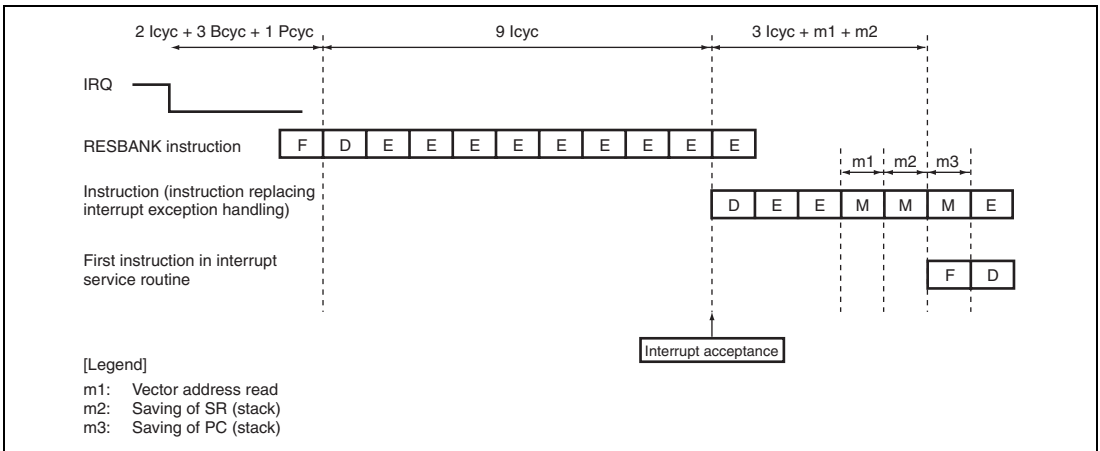 2 Icyc + 3 Bcyc + 1 Pcyc 9 Icyc 3 Icyc + m1 + m2
IRQ
RESBANK instruction F D E E E E E E E E E
m1 m2 m3
Instruction (instruction replacing
interrupt exception handling) D E E M M M E
First instruction in interrupt
service routine F D
Interrupt acceptance
[Legend]
m1: Vector address read
m2: Saving of SR (stack)
m3: Saving of PC (stack)